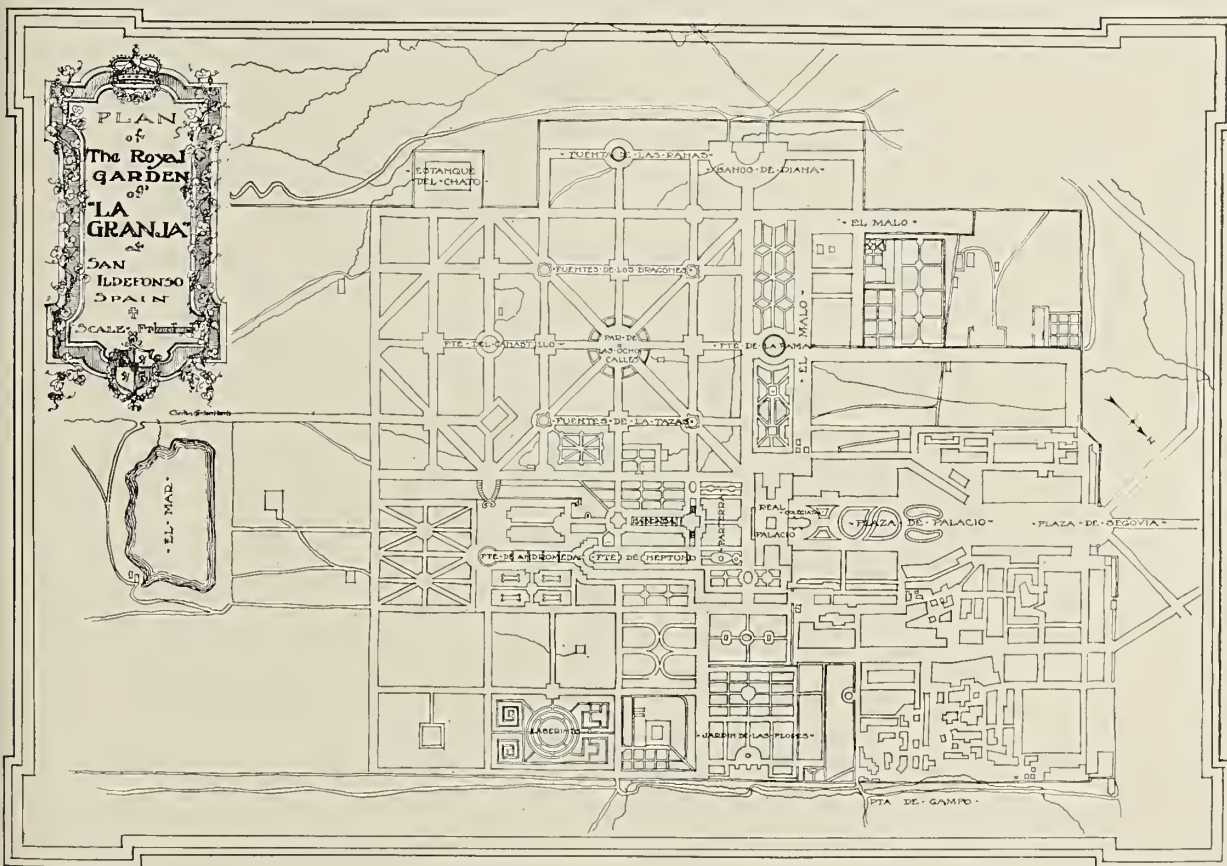 PLAN
of
The Royal
GARDEN
of
"LA
GRANJA"
at
SAN
ILDEFONSO
SPAIN
SCALE
ESTANQUE
DEL·CHATO·
FUENTE DE·LAS·RANAS·
·BANOS·DE·DIANA·
·EL MALO·
·FUENTES·DE·LOS·DRAGONES·
·EL MALO·
FTE·DEL·CANASTILLO·
PAR·DE
LAS·OCHO
CALLES
·FTE·DE·LA FAMA·
·FUENTES·DE·LA·TAZAS·
·EL·MAR·
PARTERRA
REAL
PALACIO
COLEGIATA
·PLAZA·DE·PALACIO·
·PLAZA·DE·SEGOVIA·
FTE·DE·ANDROMEDA·
(FTE) DE (NEPTUNO
LABERINTO
·JARDIN·DE·LAS·FLORES·
PTA·DE·CAMPO·
N